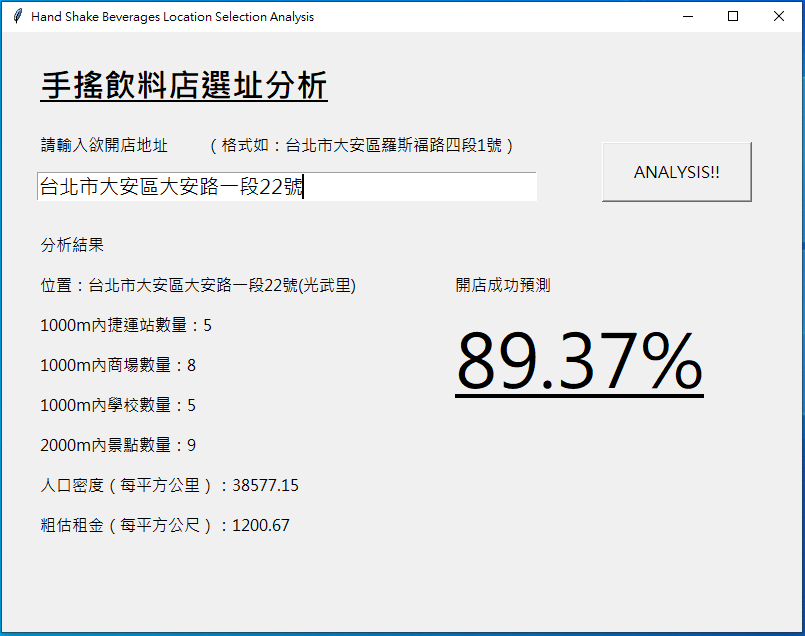 Hand Shake Beverages Location Selection Analysis
手搖飲料店選址分析
請輸入欲開店地址 （格式如：台北市大安區羅斯福路四段1號）
台北市大安區大安路一段22號
ANALYSIS!!
分析結果
位置：台北市大安區大安路一段22號(光武里)
開店成功預測
1000m內捷運站數量：5
89.37%
1000m內商場數量：8
1000m內學校數量：5
2000m內景點數量：9
人口密度（每平方公里）：38577.15
粗估租金（每平方公尺）：1200.67